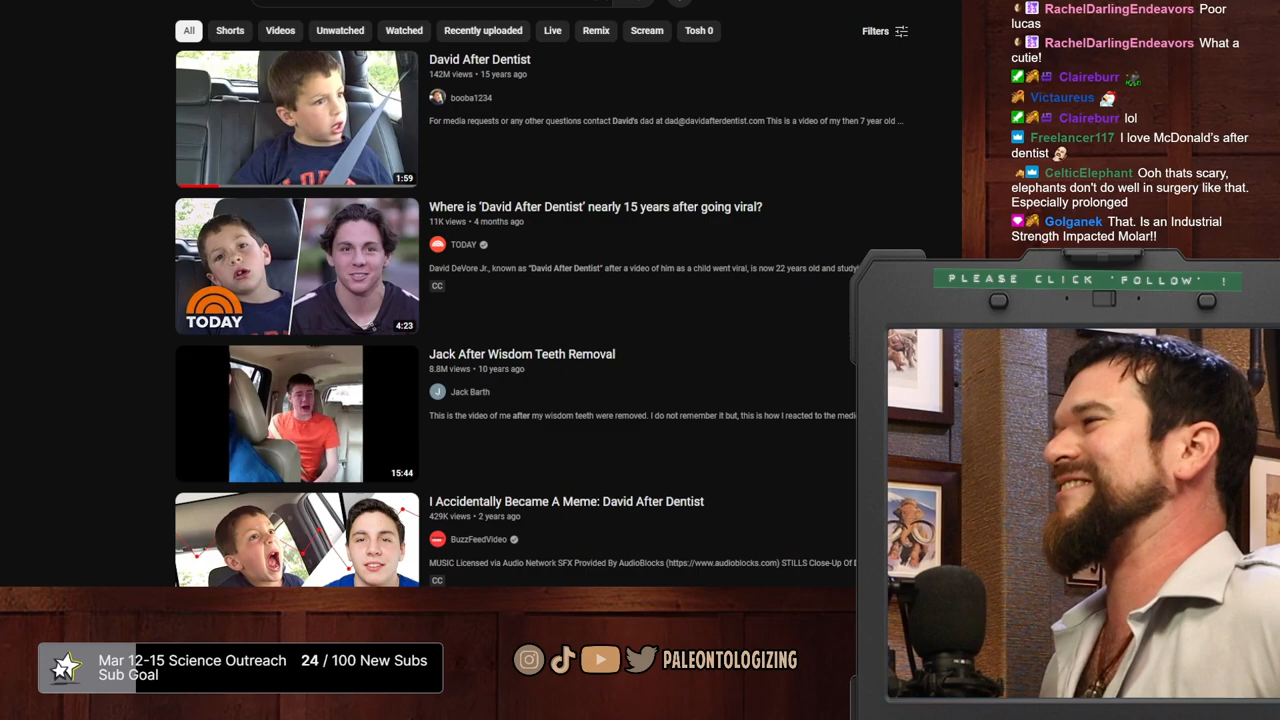 All
Shorts
Videos
Unwatched
Watched
Recently uploaded
Live
Remix
Scream
Tosh 0
Filters
David After Dentist
142M views • 15 years ago
booba1234
For media requests or any other questions contact David's dad at dad@davidafterdentist.com This is a video of my then 7 year old ...
1:59
Where is 'David After Dentist' nearly 15 years after going viral?
11K views • 4 months ago
TODAY
David DeVore Jr., known as "David After Dentist" after a video of him as a child went viral, is now 22 years old and study
CC
TODAY
4:23
Jack After Wisdom Teeth Removal
8.8M views • 10 years ago
J Jack Barth
This is the video of me after my wisdom teeth were removed. I do not remember it but, this is how I reacted to the medi
15:44
I Accidentally Became A Meme: David After Dentist
429K views • 2 years ago
BuzzFeedVideo
MUSIC Licensed via Audio Network SFX Provided By AudioBlocks (https://www.audioblocks.com) STILLS Close-Up Of
CC
RachelDarlingEndeavors Poor
lucas
RachelDarlingEndeavors What a
cutie!
Claireburr
Victaureus
Claireburr lol
Freelancer117 I love McDonald's after
dentist
CelticElephant Ooh thats scary,
elephants don't do well in surgery like that.
Especially prolonged
Golganek That. Is an Industrial
Strength Impacted Molar!!
PLEASE CLICK "FOLLOW" !
Mar 12-15 Science Outreach 24 / 100 New Subs
Sub Goal
PALEONTOLOGIZING